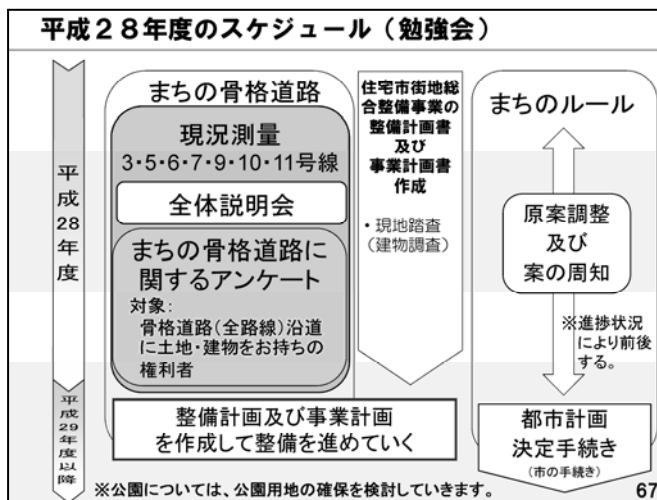 平成２８年度のスケジュール（勉強会）
平成28年度
平成29年度以降
まちの骨格道路
現況測量
3・5・6・7・9・10・11号線
全体説明会
まちの骨格道路に
関するアンケート
対象：
骨格道路（全路線）沿道
に土地・建物をお持ちの
権利者
住宅市街地総
合整備事業の
整備計画書
及び
事業計画書
作成
・現地踏査
（建物調査）
整備計画及び事業計画
を作成して整備を進めていく
まちのルール
原案調整
及び
案の周知
※進捗状況
により前後
する。
都市計画
決定手続き
（市の手続き）
※公園については、公園用地の確保を検討していきます。
67